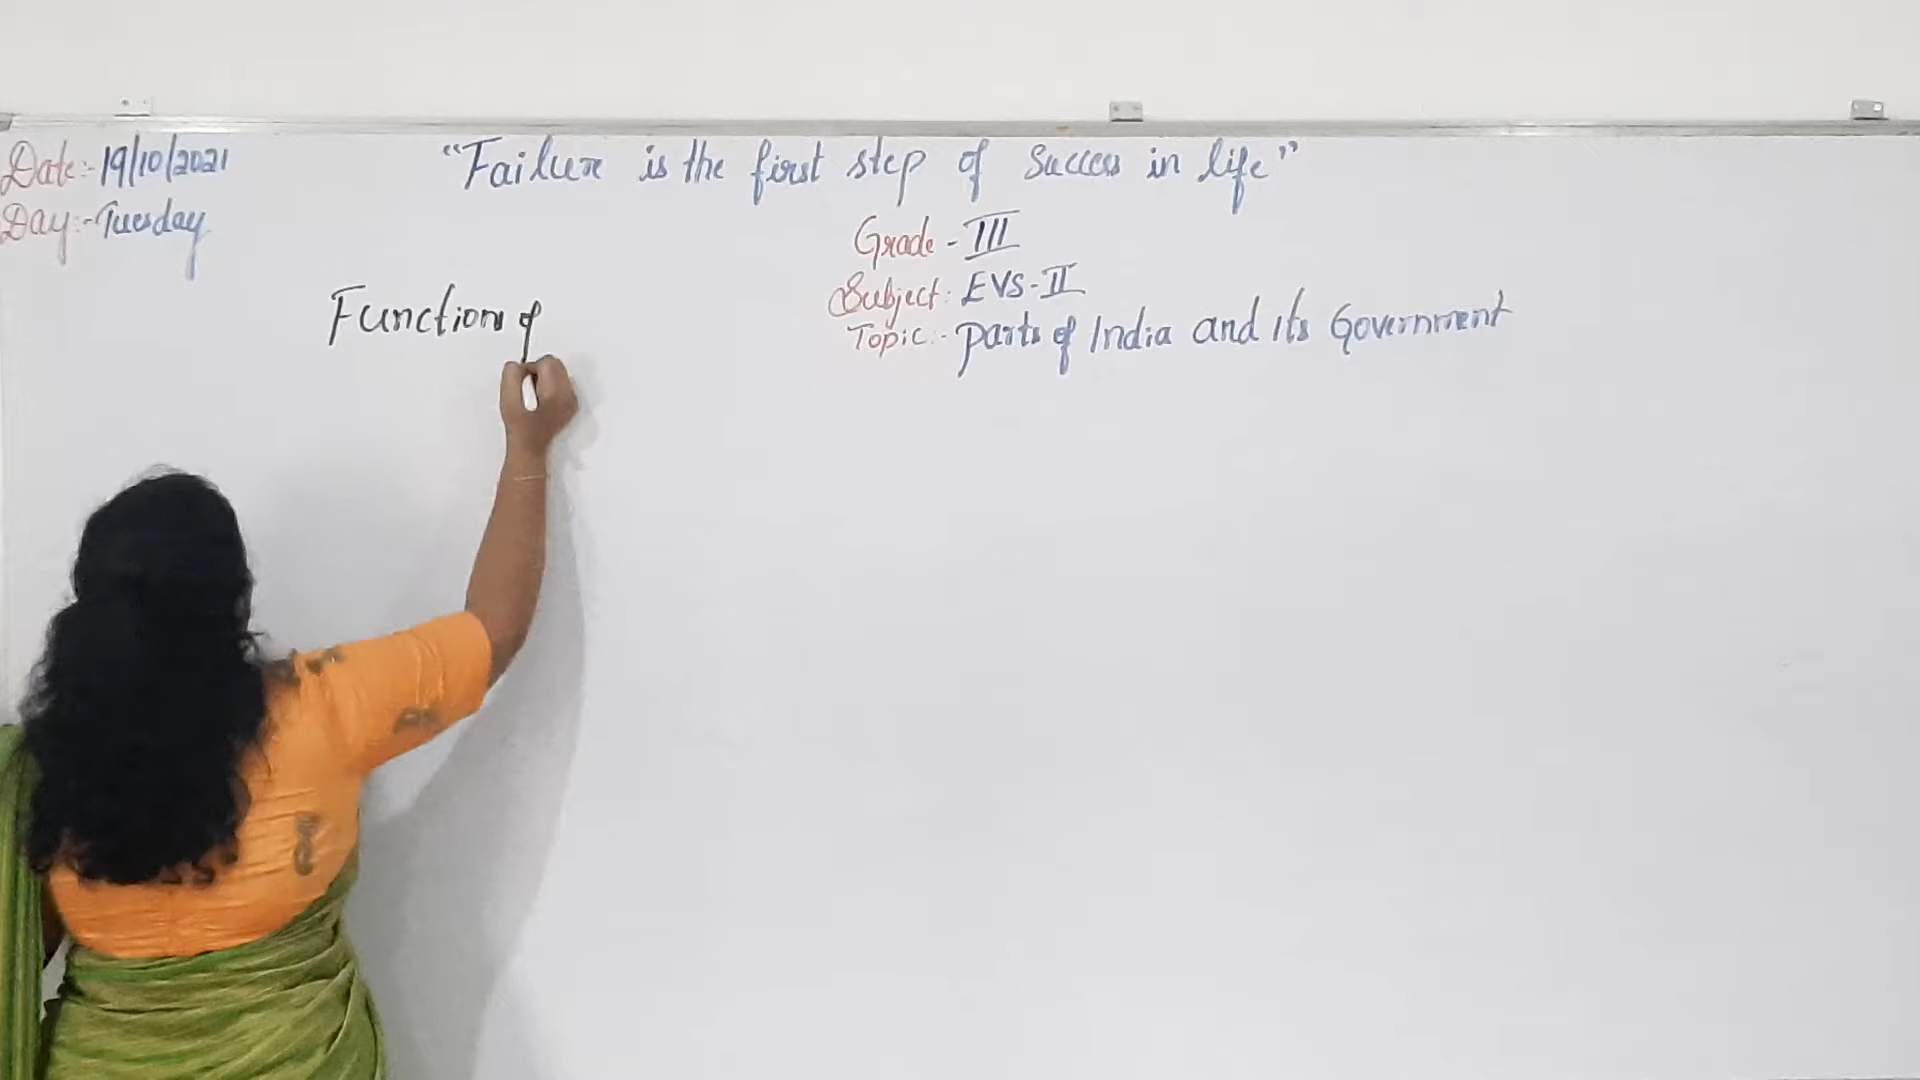 Date:- 19/10/2021
Day:- Tuesday
"Failure is the first step of Success in life"
Grade - III
Subject: EVS-II
Topic:- Parts of India and its Government
Function of